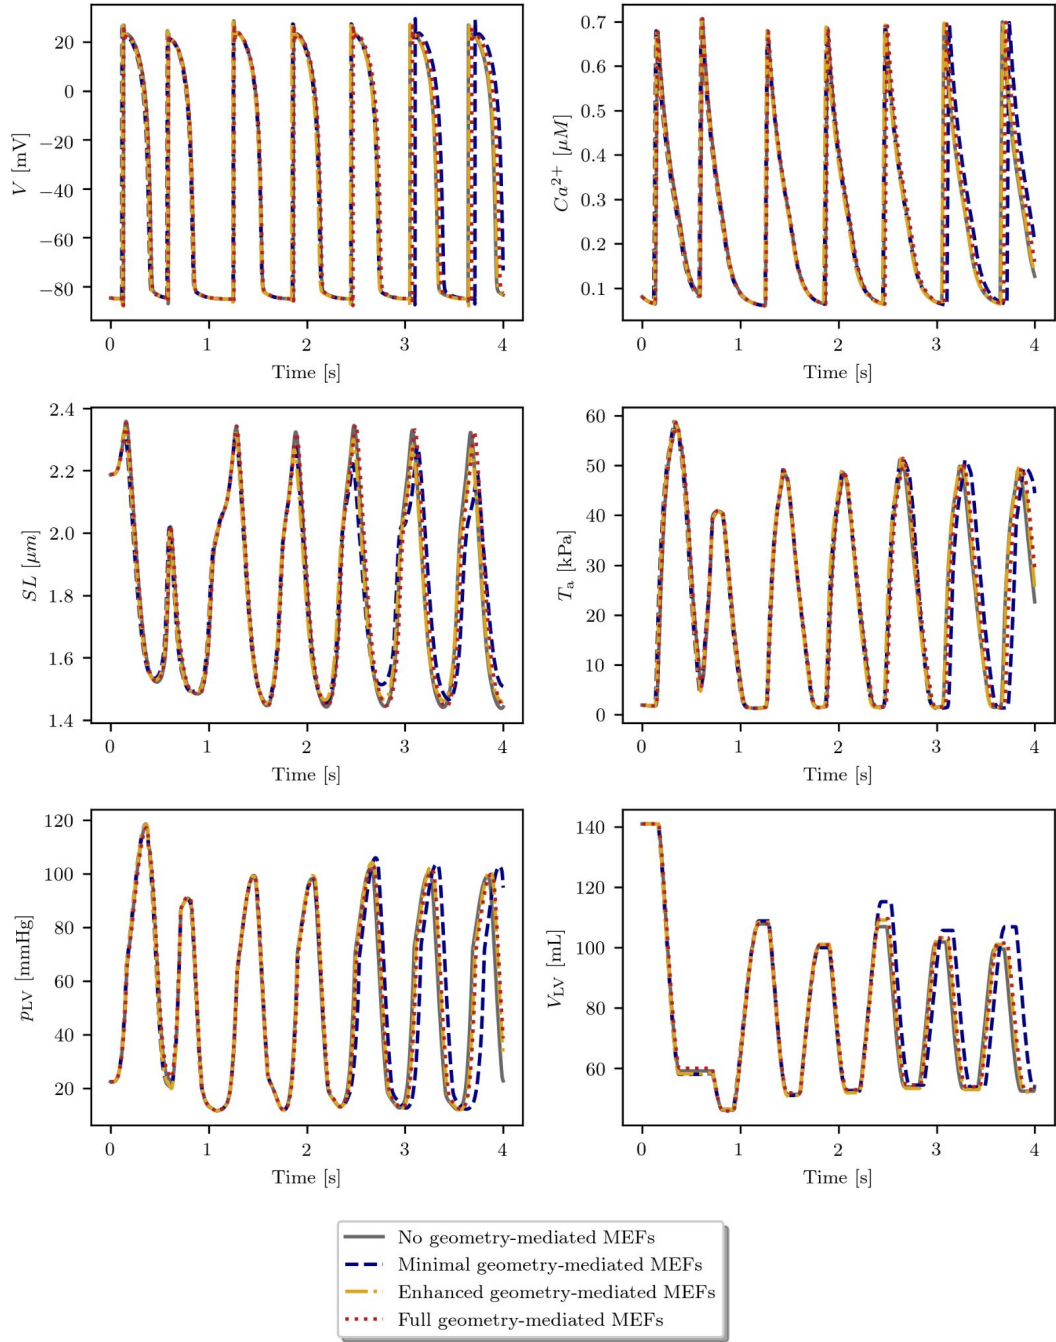 20
0
−20
−40
−60
−80
V [mV]
0 1 2 3 4
Time [s]
0.7
0.6
0.5
0.4
0.3
0.2
0.1
Ca²⁺ [μM]
0 1 2 3 4
Time [s]
2.4
2.2
2.0
1.8
1.6
1.4
SL [μm]
0 1 2 3 4
Time [s]
60
50
40
30
20
10
0
Tₐ [kPa]
0 1 2 3 4
Time [s]
120
100
80
60
40
20
p_LV [mmHg]
0 1 2 3 4
Time [s]
140
120
100
80
60
V_LV [mL]
0 1 2 3 4
Time [s]
No geometry-mediated MEFs
Minimal geometry-mediated MEFs
Enhanced geometry-mediated MEFs
Full geometry-mediated MEFs